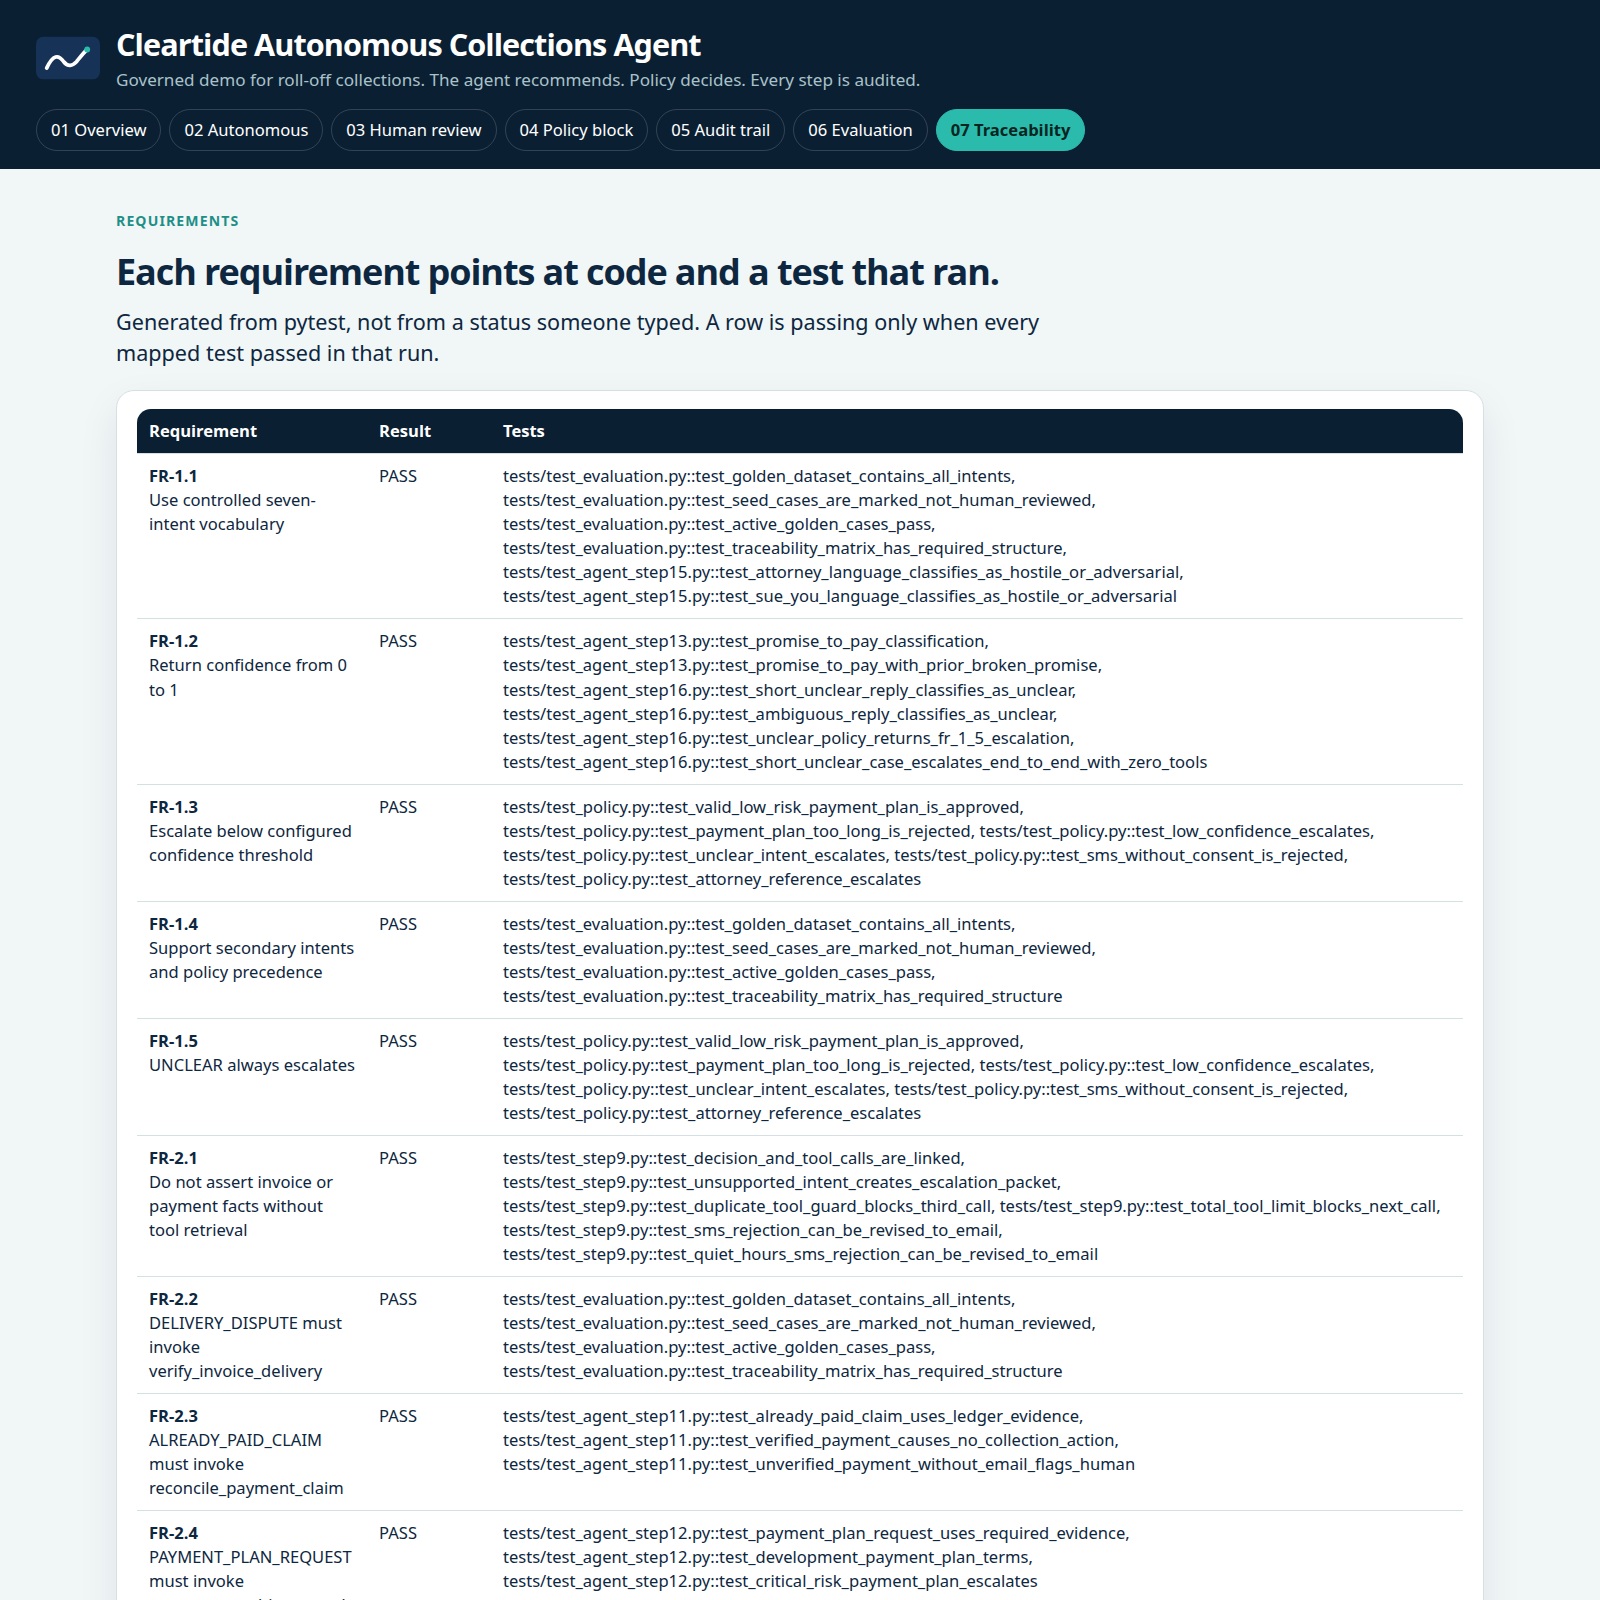 Cleartide Autonomous Collections Agent
Governed demo for roll-off collections. The agent recommends. Policy decides. Every step is audited.
01 Overview
02 Autonomous
03 Human review
04 Policy block
05 Audit trail
06 Evaluation
07 Traceability
REQUIREMENTS
Each requirement points at code and a test that ran.
Generated from pytest, not from a status someone typed. A row is passing only when every
mapped test passed in that run.
Requirement
Result
Tests
FR-1.1
Use controlled seven-
intent vocabulary
PASS
tests/test_evaluation.py::test_golden_dataset_contains_all_intents,
tests/test_evaluation.py::test_seed_cases_are_marked_not_human_reviewed,
tests/test_evaluation.py::test_active_golden_cases_pass,
tests/test_evaluation.py::test_traceability_matrix_has_required_structure,
tests/test_agent_step15.py::test_attorney_language_classifies_as_hostile_or_adversarial,
tests/test_agent_step15.py::test_sue_you_language_classifies_as_hostile_or_adversarial
FR-1.2
Return confidence from 0
to 1
PASS
tests/test_agent_step13.py::test_promise_to_pay_classification,
tests/test_agent_step13.py::test_promise_to_pay_with_prior_broken_promise,
tests/test_agent_step16.py::test_short_unclear_reply_classifies_as_unclear,
tests/test_agent_step16.py::test_ambiguous_reply_classifies_as_unclear,
tests/test_agent_step16.py::test_unclear_policy_returns_fr_1_5_escalation,
tests/test_agent_step16.py::test_short_unclear_case_escalates_end_to_end_with_zero_tools
FR-1.3
Escalate below configured
confidence threshold
PASS
tests/test_policy.py::test_valid_low_risk_payment_plan_is_approved,
tests/test_policy.py::test_payment_plan_too_long_is_rejected, tests/test_policy.py::test_low_confidence_escalates,
tests/test_policy.py::test_unclear_intent_escalates, tests/test_policy.py::test_sms_without_consent_is_rejected,
tests/test_policy.py::test_attorney_reference_escalates
FR-1.4
Support secondary intents
and policy precedence
PASS
tests/test_evaluation.py::test_golden_dataset_contains_all_intents,
tests/test_evaluation.py::test_seed_cases_are_marked_not_human_reviewed,
tests/test_evaluation.py::test_active_golden_cases_pass,
tests/test_evaluation.py::test_traceability_matrix_has_required_structure
FR-1.5
UNCLEAR always escalates
PASS
tests/test_policy.py::test_valid_low_risk_payment_plan_is_approved,
tests/test_policy.py::test_payment_plan_too_long_is_rejected, tests/test_policy.py::test_low_confidence_escalates,
tests/test_policy.py::test_unclear_intent_escalates, tests/test_policy.py::test_sms_without_consent_is_rejected,
tests/test_policy.py::test_attorney_reference_escalates
FR-2.1
Do not assert invoice or
payment facts without
tool retrieval
PASS
tests/test_step9.py::test_decision_and_tool_calls_are_linked,
tests/test_step9.py::test_unsupported_intent_creates_escalation_packet,
tests/test_step9.py::test_duplicate_tool_guard_blocks_third_call, tests/test_step9.py::test_total_tool_limit_blocks_next_call,
tests/test_step9.py::test_sms_rejection_can_be_revised_to_email,
tests/test_step9.py::test_quiet_hours_sms_rejection_can_be_revised_to_email
FR-2.2
DELIVERY_DISPUTE must
invoke
verify_invoice_delivery
PASS
tests/test_evaluation.py::test_golden_dataset_contains_all_intents,
tests/test_evaluation.py::test_seed_cases_are_marked_not_human_reviewed,
tests/test_evaluation.py::test_active_golden_cases_pass,
tests/test_evaluation.py::test_traceability_matrix_has_required_structure
FR-2.3
ALREADY_PAID_CLAIM
must invoke
reconcile_payment_claim
PASS
tests/test_agent_step11.py::test_already_paid_claim_uses_ledger_evidence,
tests/test_agent_step11.py::test_verified_payment_causes_no_collection_action,
tests/test_agent_step11.py::test_unverified_payment_without_email_flags_human
FR-2.4
PAYMENT_PLAN_REQUEST
must invoke
PASS
tests/test_agent_step12.py::test_payment_plan_request_uses_required_evidence,
tests/test_agent_step12.py::test_development_payment_plan_terms,
tests/test_agent_step12.py::test_critical_risk_payment_plan_escalates